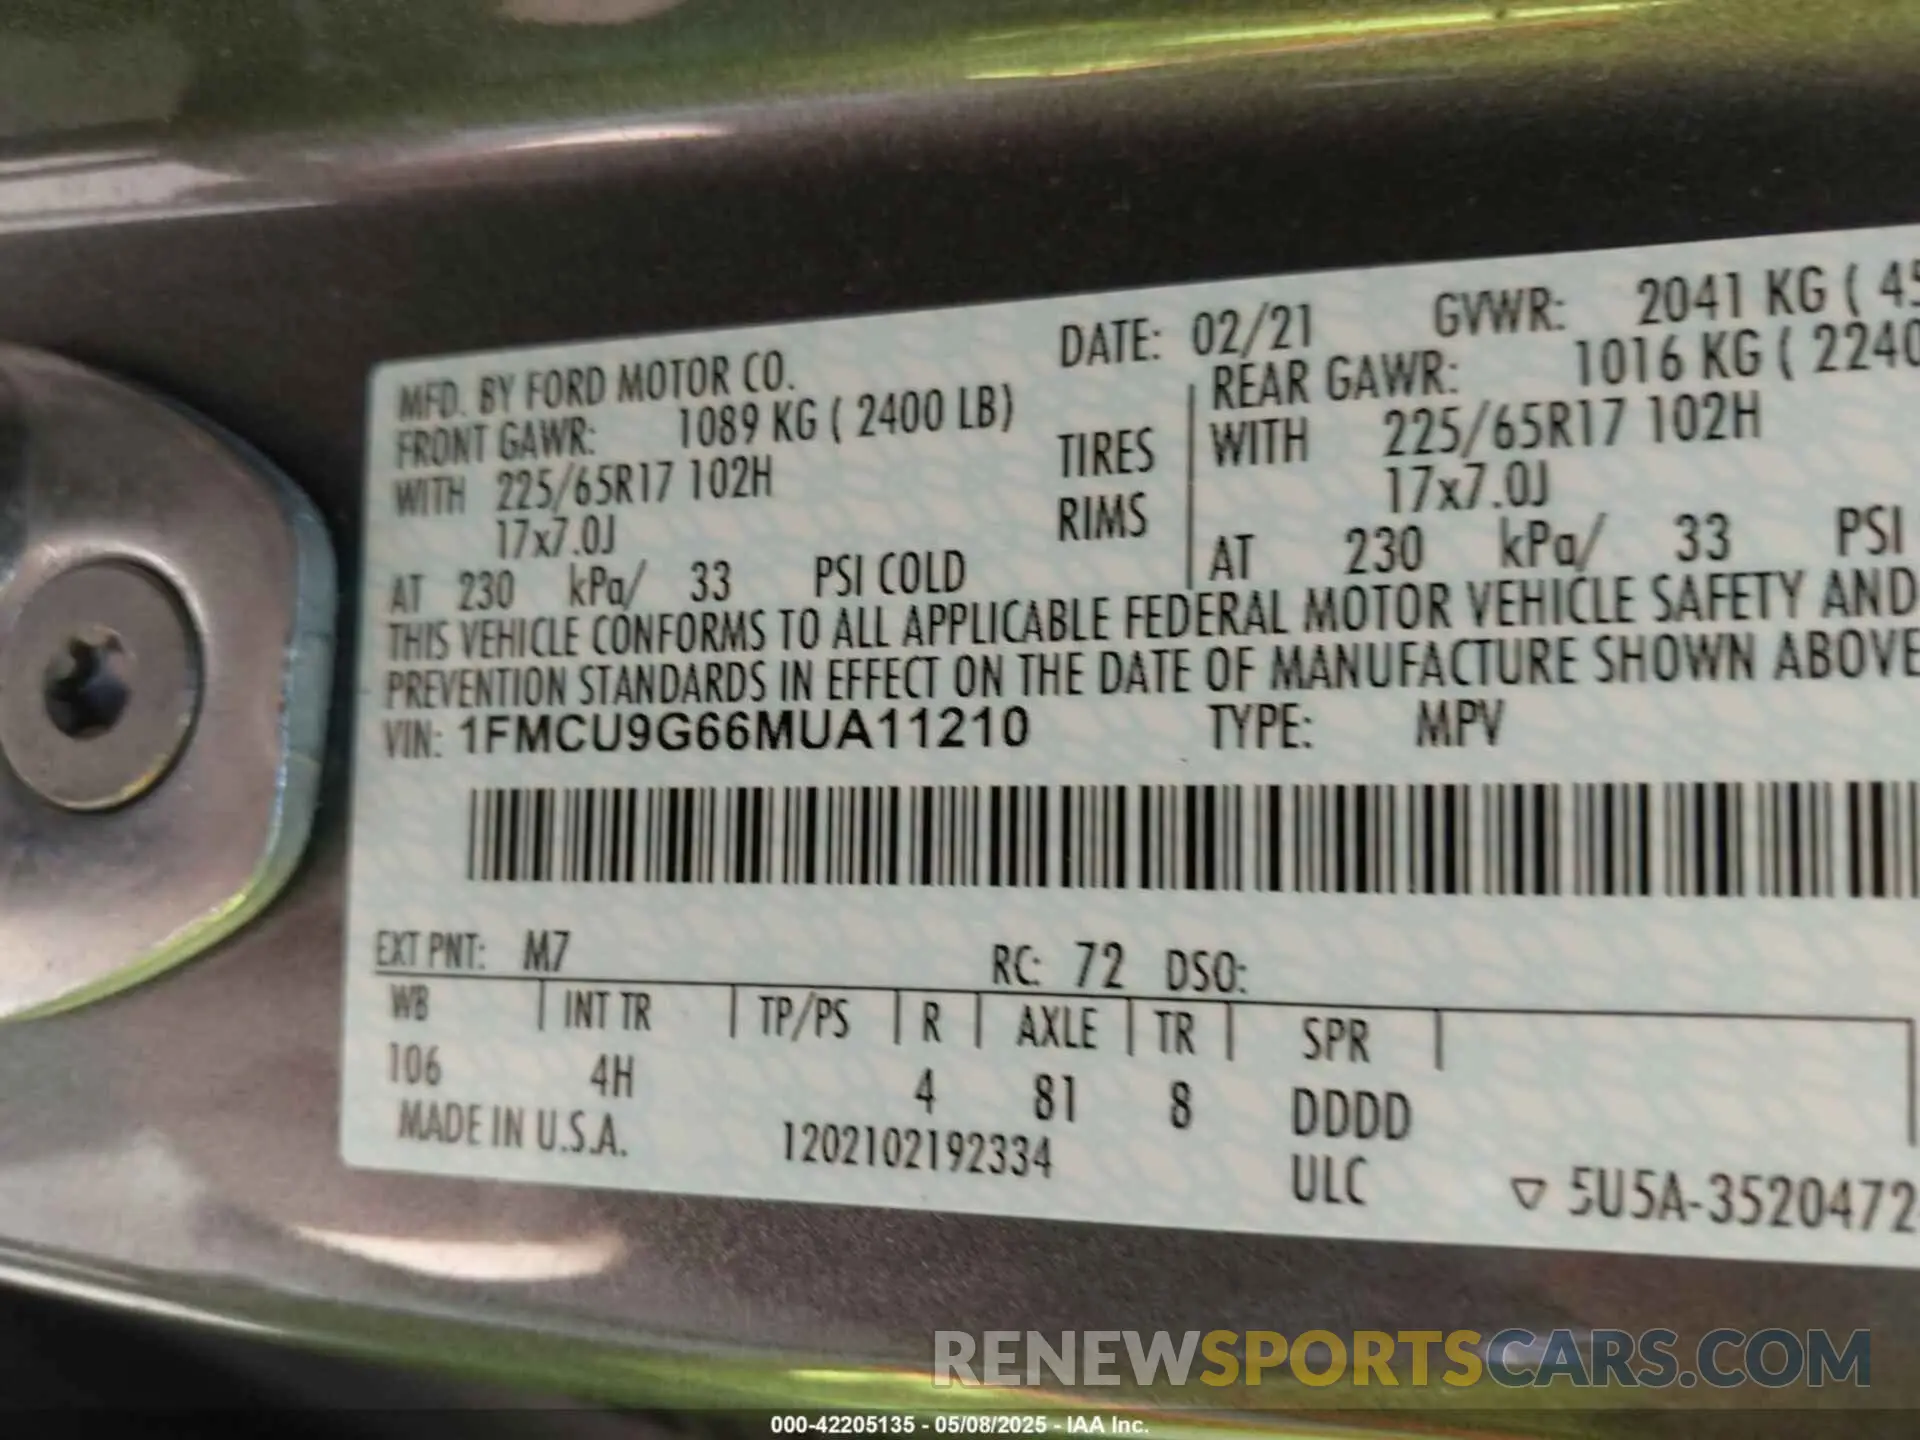 MFD. BY FORD MOTOR CO. DATE: 02/21 GVWR: 2041 KG ( 45
FRONT GAWR: 1089 KG ( 2400 LB) REAR GAWR: 1016 KG ( 2240
WITH 225/65R17 102H TIRES WITH 225/65R17 102H
17x7.0J RIMS 17x7.0J
AT 230 kPa/ 33 PSI COLD AT 230 kPa/ 33 PSI
THIS VEHICLE CONFORMS TO ALL APPLICABLE FEDERAL MOTOR VEHICLE SAFETY AND
PREVENTION STANDARDS IN EFFECT ON THE DATE OF MANUFACTURE SHOWN ABOVE
VIN: 1FMCU9G66MUA11210 TYPE: MPV
EXT PNT: M7 RC: 72 DSO:
WB INT TR TP/PS R AXLE TR SPR
106 4H 4 81 8 DDDD
MADE IN U.S.A. 1202102192334 ULC ▽ 5U5A-3520472
RENEWSPORTSCARS.COM
000-42205135 - 05/08/2025 - IAA Inc.